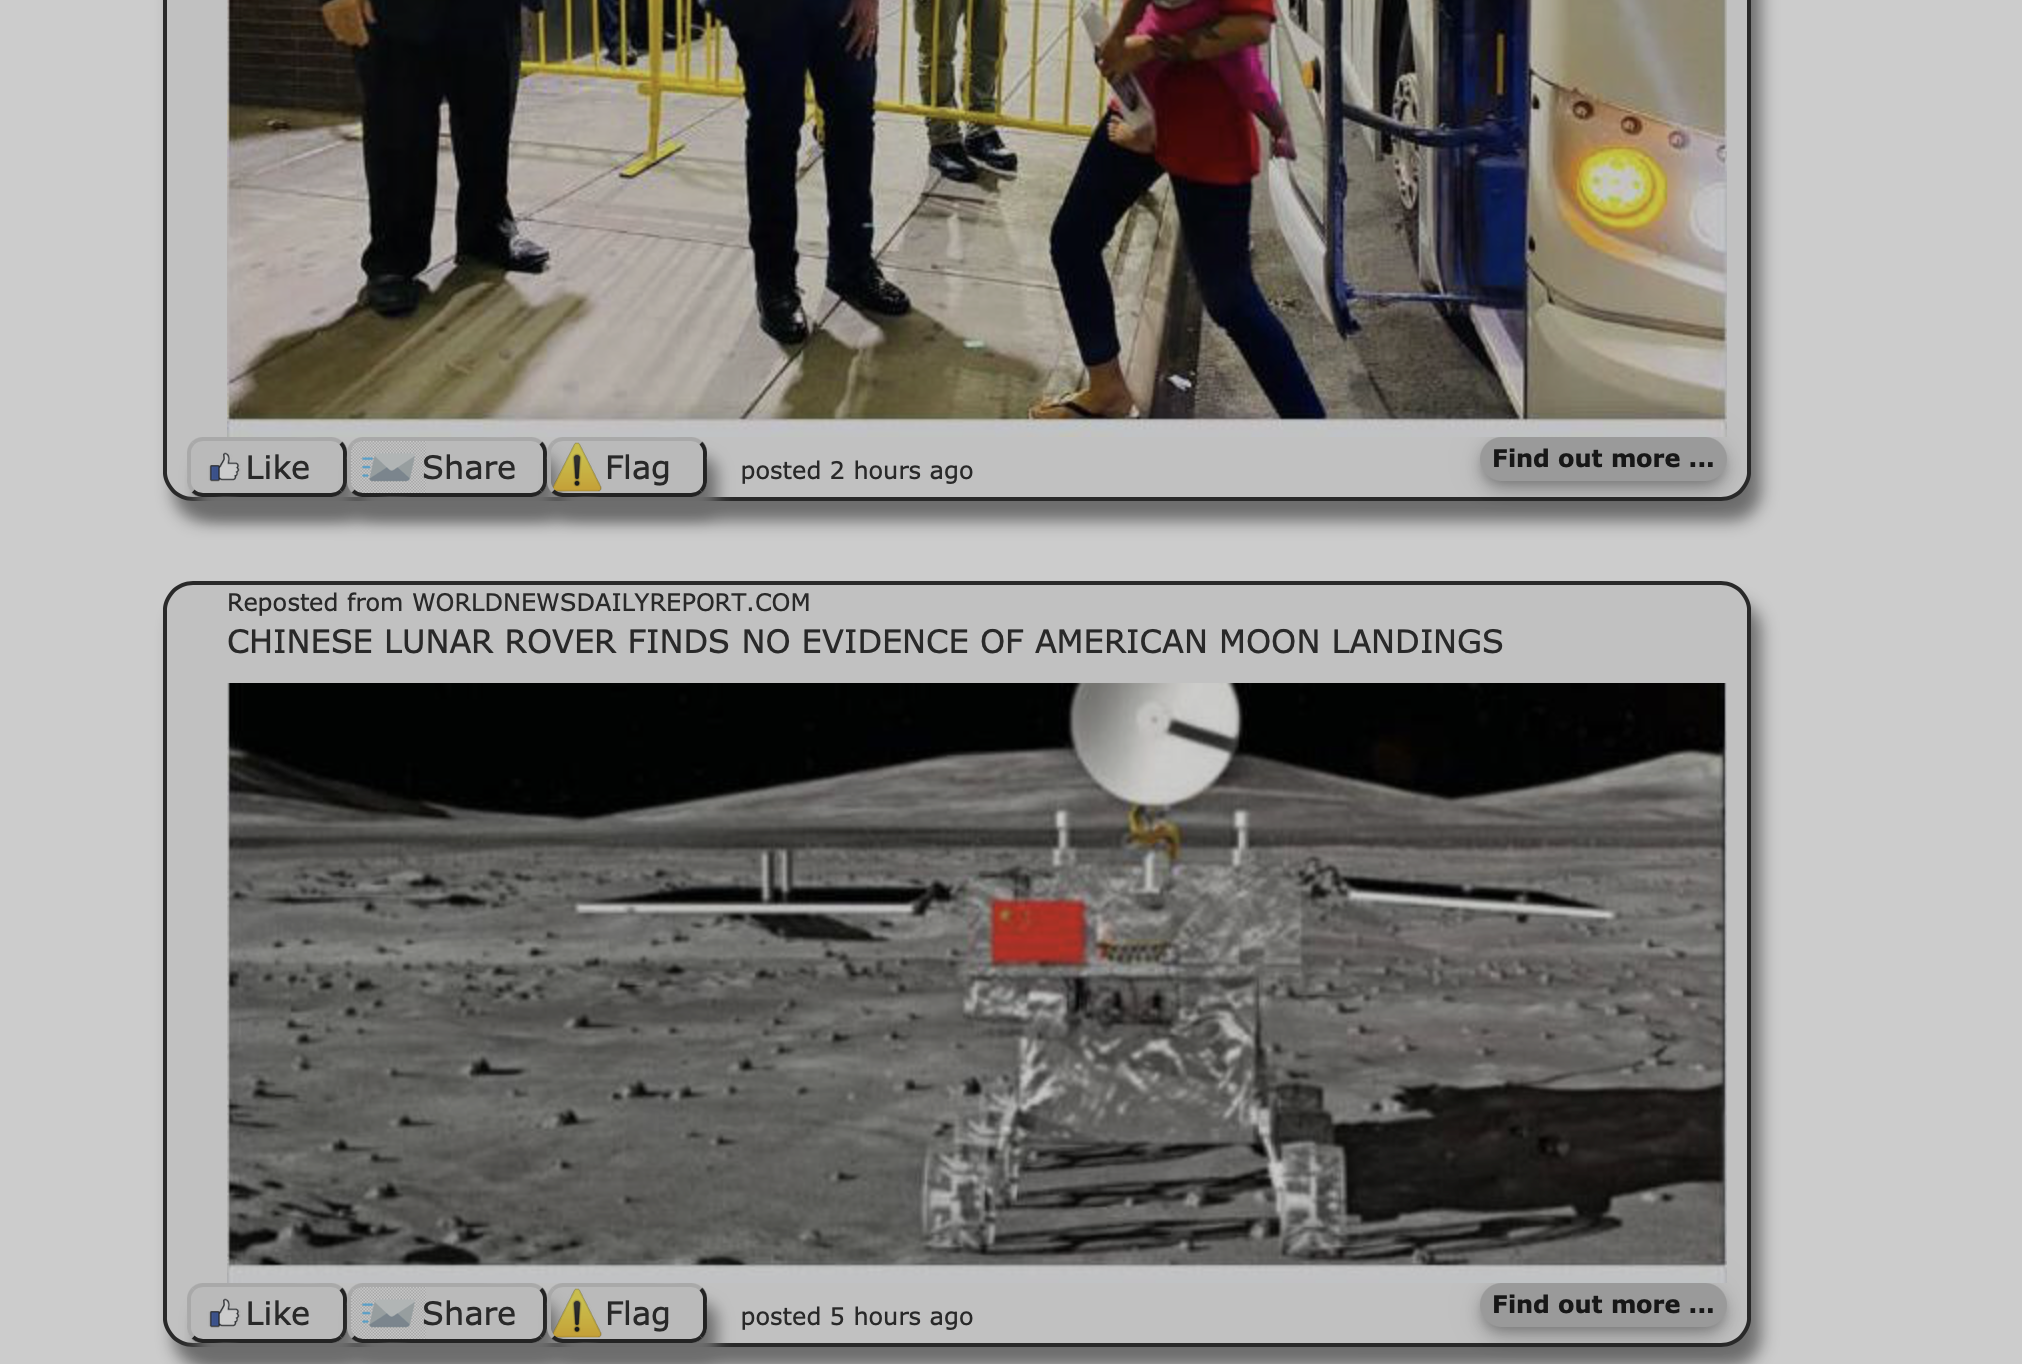 Like
Share
Flag
posted 2 hours ago
Find out more ...
Reposted from WORLDNEWSDAILYREPORT.COM
CHINESE LUNAR ROVER FINDS NO EVIDENCE OF AMERICAN MOON LANDINGS
Like
Share
Flag
posted 5 hours ago
Find out more ...